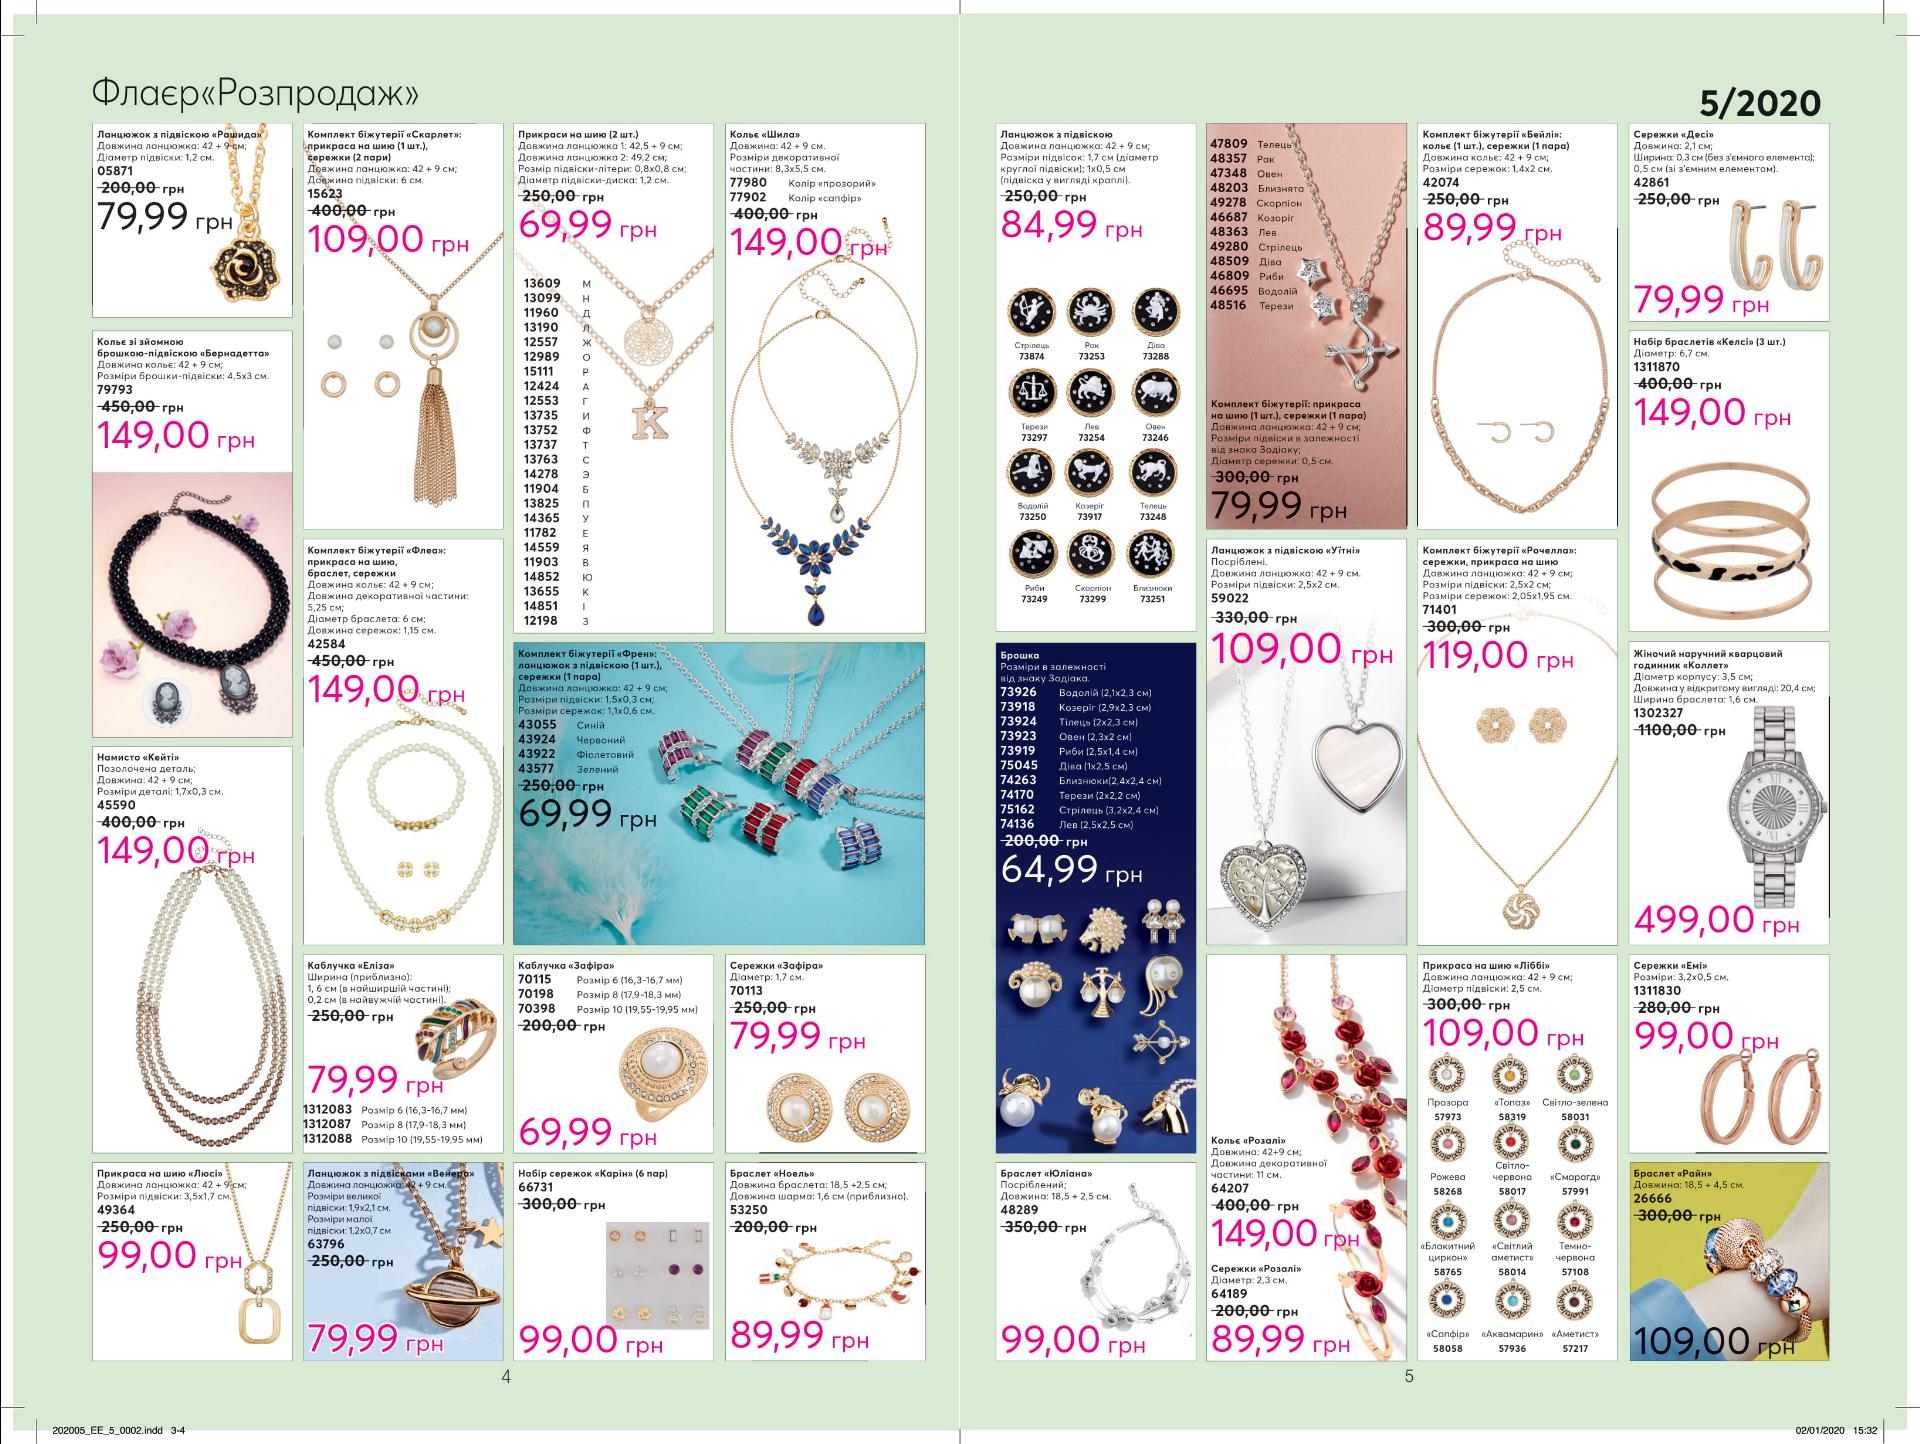 Флаєр«Розпродаж»
5/2020
Ланцюжок з підвіскою «Рашида»
Довжина ланцюжка: 42 + 9 см;
Діаметр підвіски: 1,2 см.
05871
200,00 грн
79,99 грн
Кольє зі зйомною
брошкою-підвіскою «Бернадетта»
Довжина кольє: 42 + 9 см;
Розміри брошки-підвіски: 4,5x3 см.
79793
450,00 грн
149,00 грн
Намисто «Кейті»
Позолочена деталь;
Довжина: 42 + 9 см;
Розміри деталі: 1,7x0,3 см.
45590
400,00 грн
149,00 грн
Прикраса на шию «Люсі»
Довжина ланцюжка: 42 + 9 см;
Розміри підвіски: 3,5x1,7 см.
49364
250,00 грн
99,00 грн
Комплект біжутерії «Скарлет»:
прикраса на шию (1 шт.),
сережки (2 пари)
Довжина ланцюжка: 42 + 9 см;
Довжина підвіски: 6 см.
15623
400,00 грн
109,00 грн
Комплект біжутерії «Флеа»:
прикраса на шию,
браслет, сережки
Довжина кольє: 42 + 9 см;
Довжина декоративної частини:
5,25 см;
Діаметр браслета: 6 см;
Довжина сережок: 1,15 см.
42584
450,00 грн
149,00 грн
Каблучка «Еліза»
Ширина (приблизно):
1, 6 см (в найширшій частині);
0,2 см (в найвужчій частині).
250,00 грн
79,99 грн
1312083 Розмір 6 (16,3-16,7 мм)
1312087 Розмір 8 (17,9-18,3 мм)
1312088 Розмір 10 (19,55-19,95 мм)
Ланцюжок з підвісками «Венера»
Довжина ланцюжка: 42 + 9 см.
Розміри великої
підвіски: 1,9x2,1 см.
Розміри малої
підвіски: 1,2x0,7 см
63796
250,00 грн
79,99 грн
Прикраси на шию (2 шт.)
Довжина ланцюжка 1: 42,5 + 9 см;
Довжина ланцюжка 2: 49,2 см;
Розмір підвіски-літери: 0,8x0,8 см;
Діаметр підвіски-диска: 1,2 см.
250,00 грн
69,99 грн
13609 М
13099 Н
11960 Д
13190 Л
12557 Ж
12989 О
15111 Р
12424 А
12553 Г
13735 И
13752 Ф
13737 Т
13763 С
14278 Э
11904 Б
13825 П
14365 У
11782 Е
14559 Я
11903 В
14852 Ю
13655 К
14851 І
12198 З
K
Кольє «Шила»
Довжина: 42 + 9 см.
Розміри декоративної
частини: 8,3x5,5 см.
77980 Колір «прозорий»
77902 Колір «сапфір»
400,00 грн
149,00 грн
Комплект біжутерії «Френ»:
ланцюжок з підвіскою (1 шт.),
сережки (1 пара)
Довжина ланцюжка: 42 + 9 см;
Розміри підвіски: 1,5x0,3 см;
Розміри сережок: 1,1x0,6 см.
43055 Синій
43924 Червоний
43922 Фіолетовий
43577 Зелений
250,00 грн
69,99 грн
Каблучка «Зафіра»
70115 Розмір 6 (16,3-16,7 мм)
70198 Розмір 8 (17,9-18,3 мм)
70398 Розмір 10 (19,55-19,95 мм)
200,00 грн
69,99 грн
Сережки «Зафіра»
Діаметр: 1,7 см.
70113
250,00 грн
79,99 грн
Набір сережок «Карін» (6 пар)
66731
300,00 грн
99,00 грн
Браслет «Ноель»
Довжина браслета: 18,5 +2,5 см;
Довжина шарма: 1,6 см (приблизно).
53250
200,00 грн
89,99 грн
4
Ланцюжок з підвіскою
Довжина ланцюжка: 42 + 9 см;
Розміри підвісок: 1,7 см (діаметр
круглої підвіски); 1x0,5 см
(підвіска у вигляді краплі).
250,00 грн
84,99 грн
Стрілець Рак Діва
73874 73253 73288
Терези Лев Овен
73297 73254 73246
Водолій Козеріг Телець
73250 73917 73248
Риби Скорпіон Близнюки
73249 73299 73251
Брошка
Розміри в залежності
від знаку Зодіака.
73926 Водолій (2,1x2,3 см)
73918 Козеріг (2,9x2,3 см)
73924 Тілець (2x2,3 см)
73923 Овен (2,3x2 см)
73919 Риби (2,5x1,4 см)
75045 Діва (1x2,5 см)
74263 Близнюки(2,4x2,4 см)
74170 Терези (2x2,2 см)
75162 Стрілець (3,2x2,4 см)
74136 Лев (2,5x2,5 см)
200,00 грн
64,99 грн
Браслет «Юліана»
Посріблений;
Довжина: 18,5 + 2,5 см.
48289
350,00 грн
99,00 грн
47809 Телець
48357 Рак
47348 Овен
48203 Близнята
49278 Скорпіон
46687 Козоріг
48363 Лев
49280 Стрілець
48509 Діва
46809 Риби
46695 Водолій
48516 Терези
Комплект біжутерії: прикраса
на шию (1 шт.), сережки (1 пара)
Довжина ланцюжка: 42 + 9 см;
Розміри підвіски в залежності
від знака Зодіаку;
Діаметр сережки: 0,5 см.
300,00 грн
79,99 грн
Ланцюжок з підвіскою «Уітні»
Посріблені.
Довжина ланцюжка: 42 + 9 см.
Розміри підвіски: 2,5x2 см.
59022
330,00 грн
109,00 грн
Кольє «Розалі»
Довжина: 42+9 см;
Довжина декоративної
частини: 11 см.
64207
400,00 грн
149,00 грн
Сережки «Розалі»
Діаметр: 2,3 см.
64189
200,00 грн
89,99 грн
Комплект біжутерії «Бейлі»:
кольє (1 шт.), сережки (1 пара)
Довжина кольє: 42 + 9 см;
Розміри сережок: 1,4x2 см.
42074
250,00 грн
89,99 грн
Комплект біжутерії «Рочелла»:
сережки, прикраса на шию
Довжина ланцюжка: 42 + 9 см;
Розміри підвіски: 2,5x2 см;
Розміри сережок: 2,05x1,95 см.
71401
300,00 грн
119,00 грн
Прикраса на шию «Ліббі»
Довжина ланцюжка: 42 + 9 см;
Діаметр підвіски: 2,5 см.
300,00 грн
109,00 грн
Прозора «Топаз» Світло-зелена
57973 58319 58031
Рожева Світло-червона «Смарагд»
58268 58017 57991
«Блакитний циркон» «Світлий аметист» Темно-червона
58765 58014 57108
«Сапфір» «Аквамарин» «Аметист»
58058 57936 57217
Сережки «Десі»
Довжина: 2,1 см;
Ширина: 0,3 см (без з'ємного елемента);
0,5 см (зі з'ємним елементом).
42861
250,00 грн
79,99 грн
Набір браслетів «Келсі» (3 шт.)
Діаметр: 6,7 см.
1311870
400,00 грн
149,00 грн
Жіночий наручний кварцовий
годинник «Коллет»
Діаметр корпусу: 3,5 см;
Довжина у відкритому вигляді: 20,4 см;
Ширина браслета: 1,6 см.
1302327
1100,00 грн
499,00 грн
Сережки «Емі»
Розміри: 3,2x0,5 см.
1311830
280,00 грн
99,00 грн
Браслет «Райн»
Довжина: 18,5 + 4,5 см.
26666
300,00 грн
109,00 грн
5
202005_EE_5_0002.indd 3-4
02/01/2020 15:32